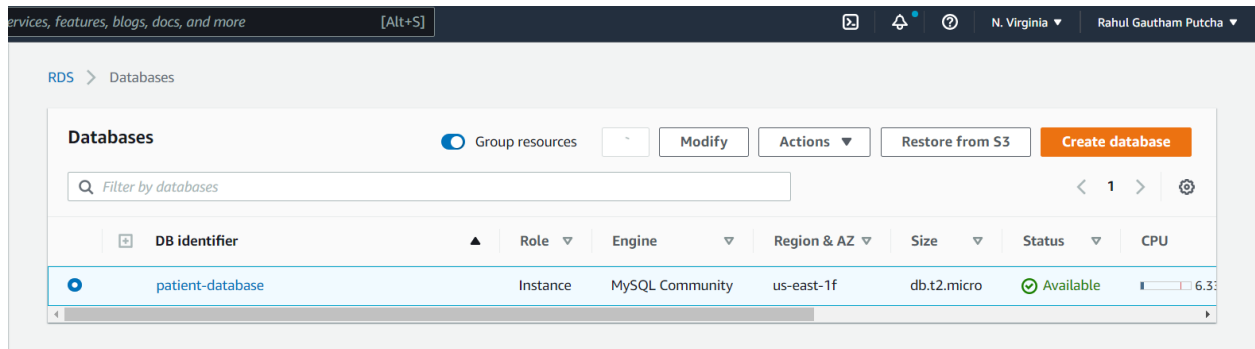 ervices, features, blogs, docs, and more [Alt+S] N. Virginia ▼ Rahul Gautham Putcha ▼
RDS > Databases
Databases Group resources Modify Actions ▼ Restore from S3 Create database
Filter by databases 1
DB identifier Role Engine Region & AZ Size Status CPU
patient-database Instance MySQL Community us-east-1f db.t2.micro Available 6.33